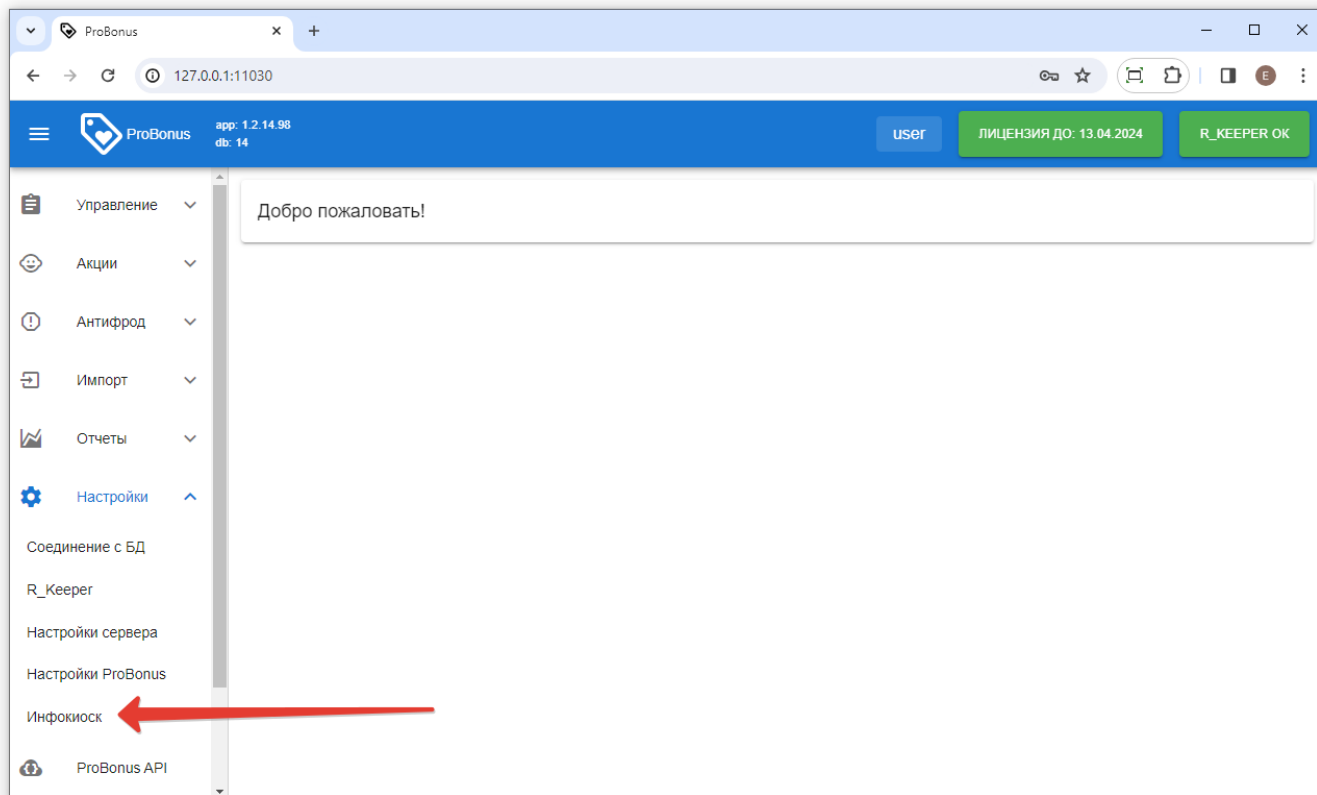 ProBonus
127.0.0.1:11030
E
ProBonus
app: 1.2.14.98
db: 14
user
ЛИЦЕНЗИЯ ДО: 13.04.2024
R_KEEPER OK
Управление
Добро пожаловать!
Акции
Антифрод
Импорт
Отчеты
Настройки
Соединение с БД
R_Keeper
Настройки сервера
Настройки ProBonus
Инфокиоск
ProBonus API